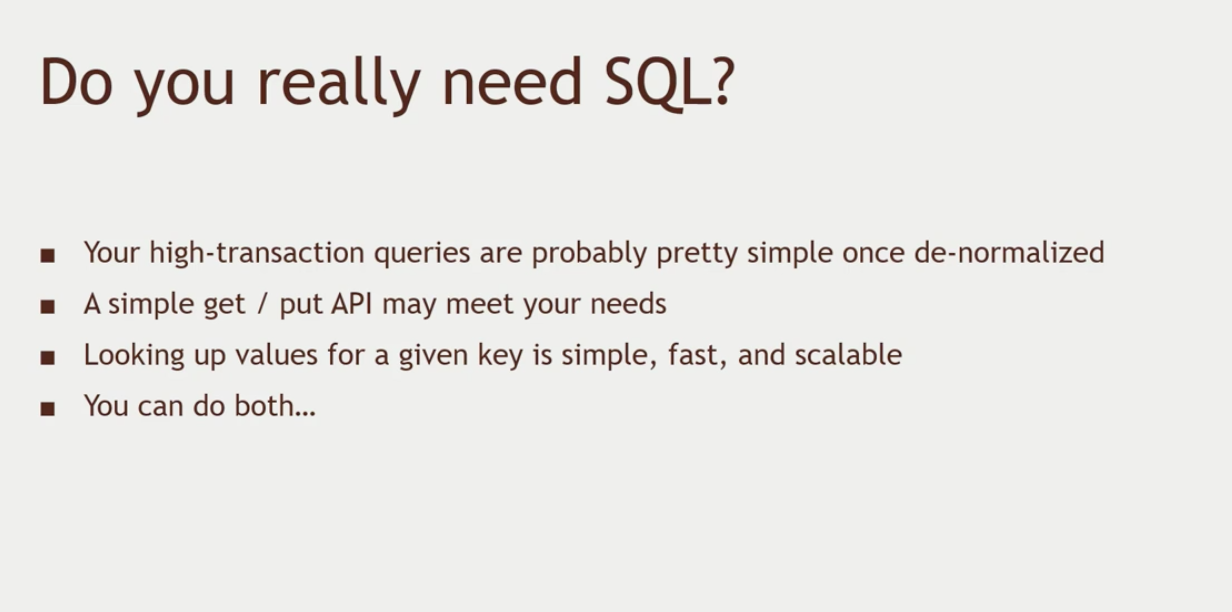 Do you really need SQL?
■ Your high-transaction queries are probably pretty simple once de-normalized
■ A simple get / put API may meet your needs
■ Looking up values for a given key is simple, fast, and scalable
■ You can do both…